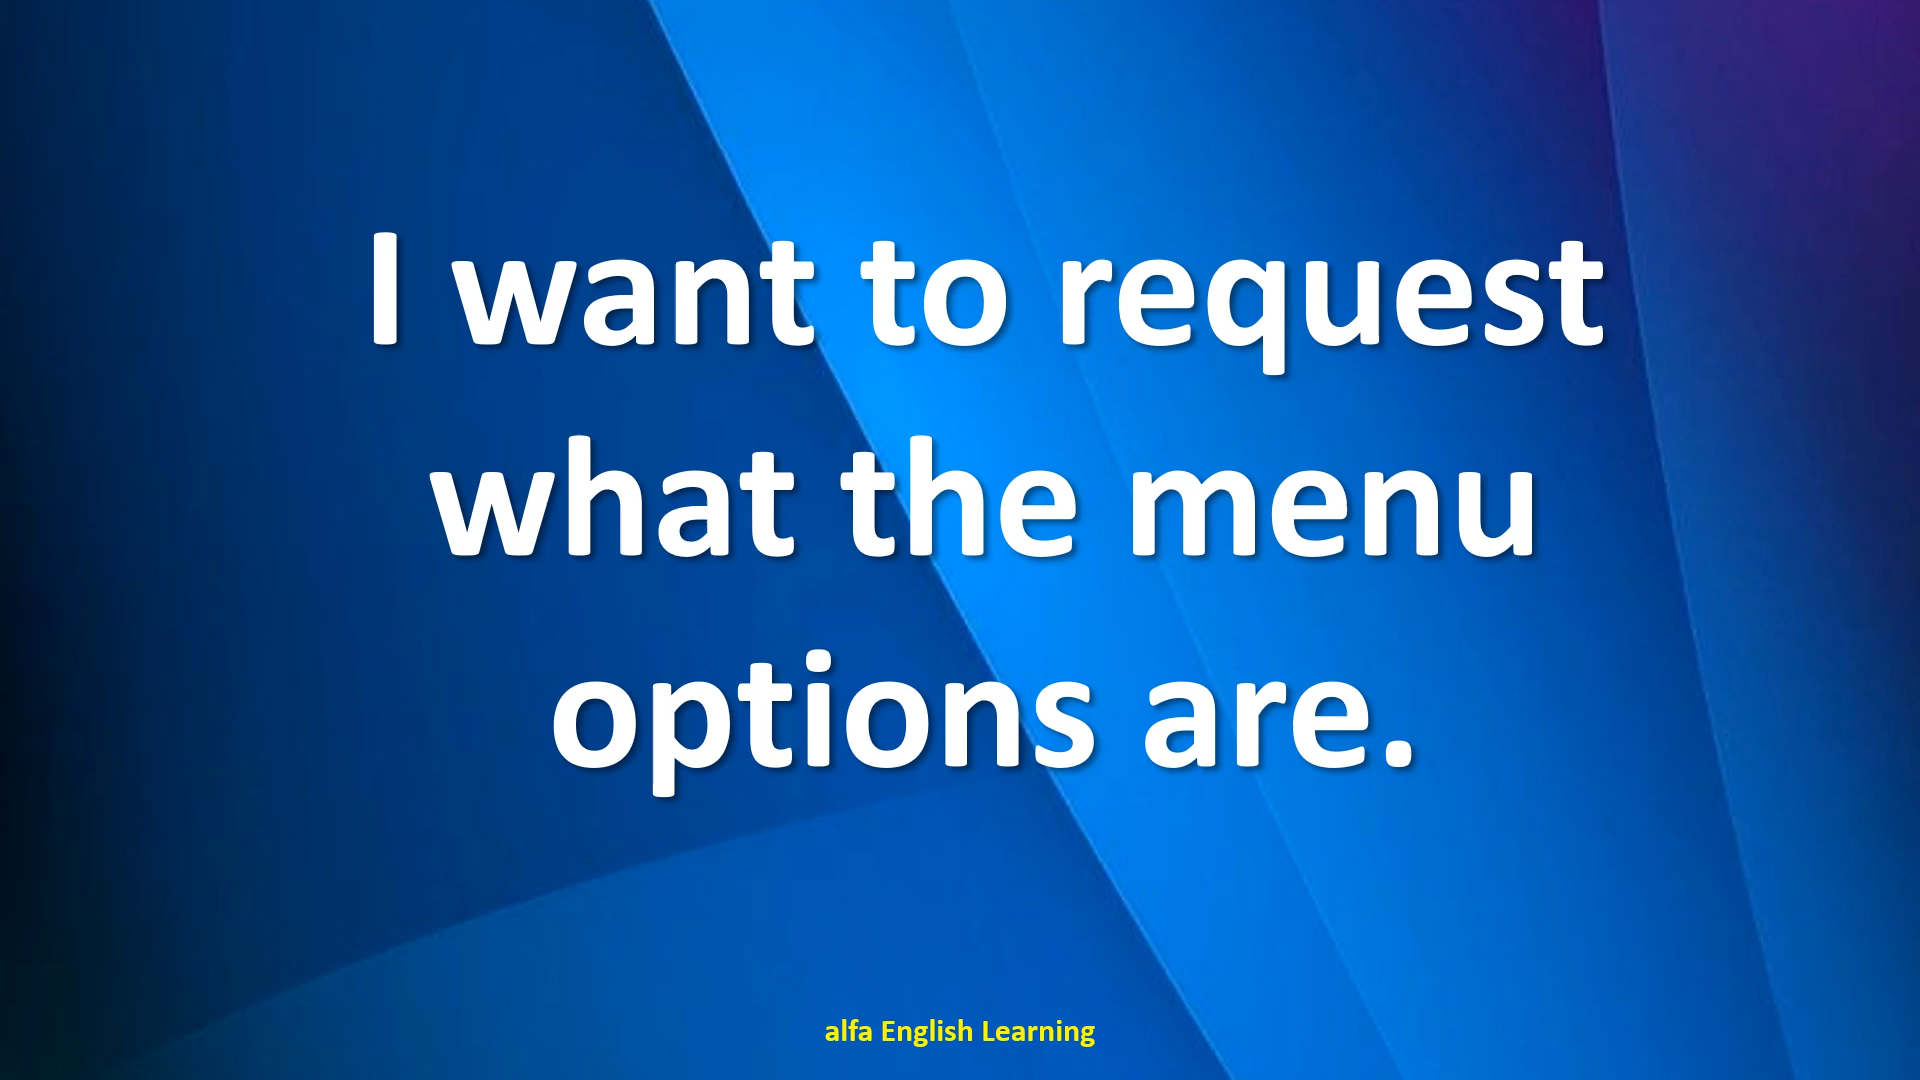 I want to request
what the menu
options are.
alfa English Learning